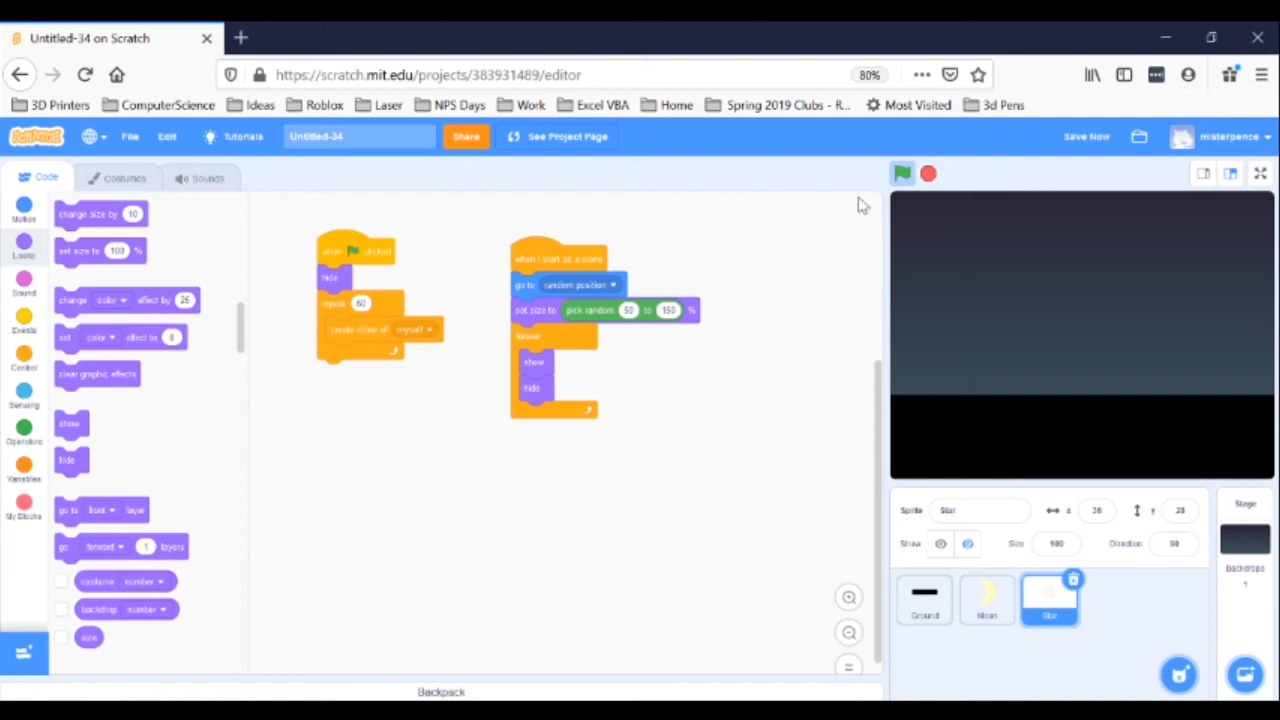 Untitled-34 on Scratch
https://scratch.mit.edu/projects/383931489/editor
80%
3D Printers ComputerScience Ideas Roblox Laser NPS Days Work Excel VBA Home Spring 2019 Clubs - R... Most Visited 3d Pens
SCRATCH File Edit Tutorials Untitled-34 Share See Project Page Save Now misterpence
Code Costumes Sounds
Motion
Looks
Sound
Events
Control
Sensing
Operators
Variables
My Blocks
change size by 10
set size to 100 %
change color effect by 25
set color effect to 0
clear graphic effects
show
hide
go to front layer
go forward 1 layers
costume number
backdrop number
size
when clicked
hide
repeat 60
create clone of myself
when I start as a clone
go to random position
set size to pick random 50 to 150 %
forever
show
hide
Sprite Star x 36 y 28
Show Size 100 Direction 90
Ground Moon Star
Stage
Backdrops
1
Backpack